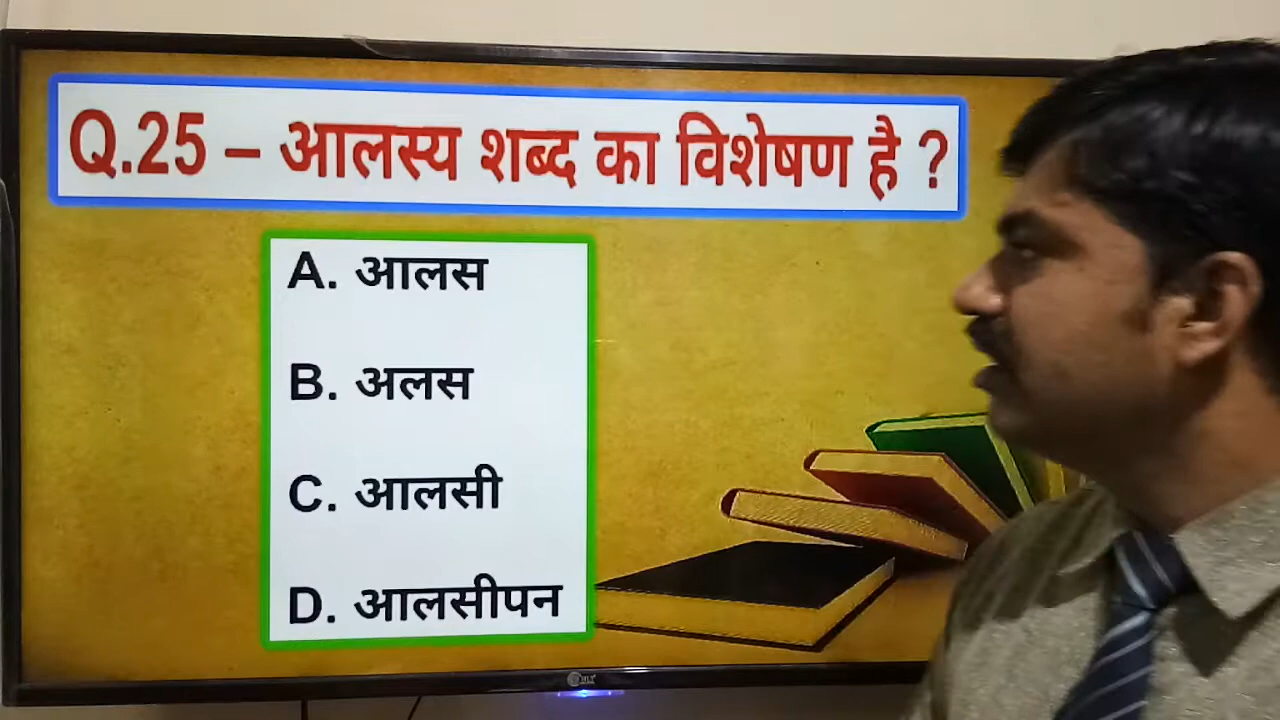 Q.25 – आलस्य शब्द का विशेषण है ?
A. आलस
B. अलस
C. आलसी
D. आलसीपन